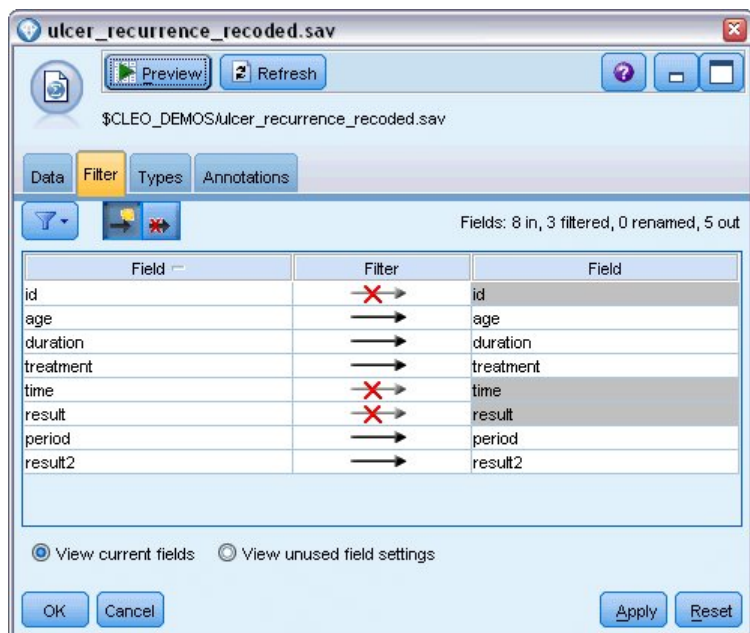 ulcer_recurrence_recoded.sav
Preview Refresh
$CLEO_DEMOS/ulcer_recurrence_recoded.sav
Data Filter Types Annotations
Fields: 8 in, 3 filtered, 0 renamed, 5 out
Field Filter Field
id id
age age
duration duration
treatment treatment
time time
result result
period period
result2 result2
View current fields View unused field settings
OK Cancel Apply Reset